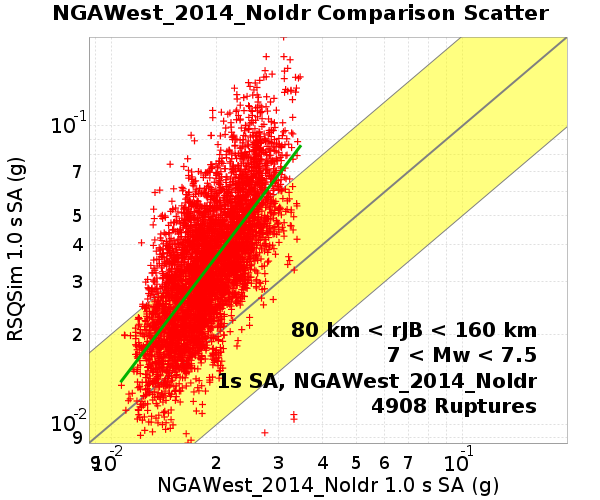 NGAWest_2014_NoIdr Comparison Scatter
RSQSim 1.0 s SA (g)
10-1
7
5
4
3
2
10-2
9
80 km < rJB < 160 km
7 < Mw < 7.5
1s SA, NGAWest_2014_NoIdr
4908 Ruptures
9 10-2 2 3 4 5 6 7 10-1
NGAWest_2014_NoIdr 1.0 s SA (g)